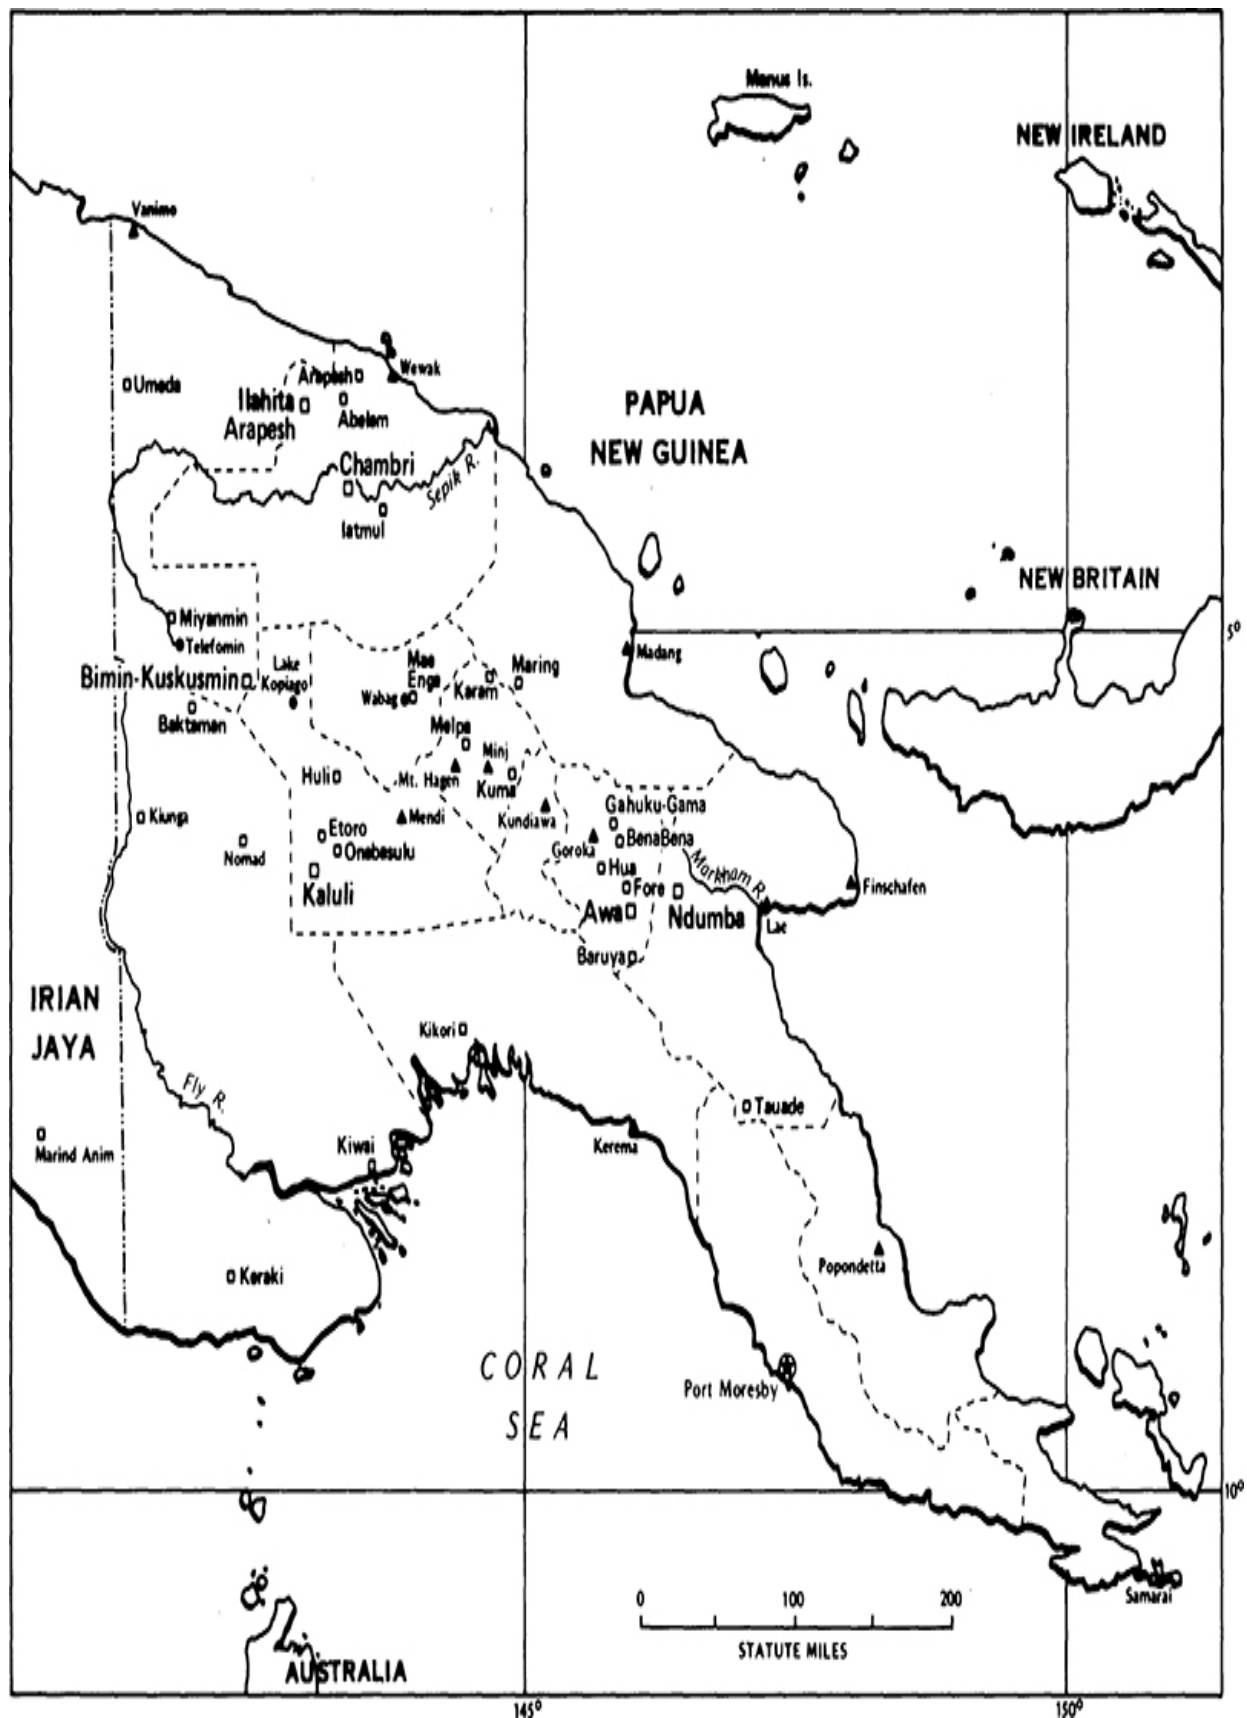 Manus Is.
NEW IRELAND
Vanimo
Wewak
Arapesh
Umeda
Ilahita
Arapesh
Abelam
PAPUA
NEW GUINEA
Chambri
Sepik R.
Iatmul
NEW BRITAIN
Miyanmin
5°
Telefomin
Madang
Bimin-Kuskusmin
Lake
Kopiago
Mae
Enga
Wabag
Karam
Maring
Baktaman
Melpa
Minj
Huli
Mt. Hagen
Kuma
Kiunga
Mendi
Kundiawa
Gahuku-Gama
Etoro
BenaBena
Nomad
Onabasulu
Goroka
Hua
Markham R.
Kaluli
Fore
Finschafen
Awa
Ndumba
Lae
Baruya
IRIAN
JAYA
Kikori
Fly R.
Tauade
Marind Anim
Kiwai
Kerema
Keraki
Popondetta
CORAL
SEA
Port Moresby
10°
0 100 200
STATUTE MILES
Samarai
AUSTRALIA
145° 150°